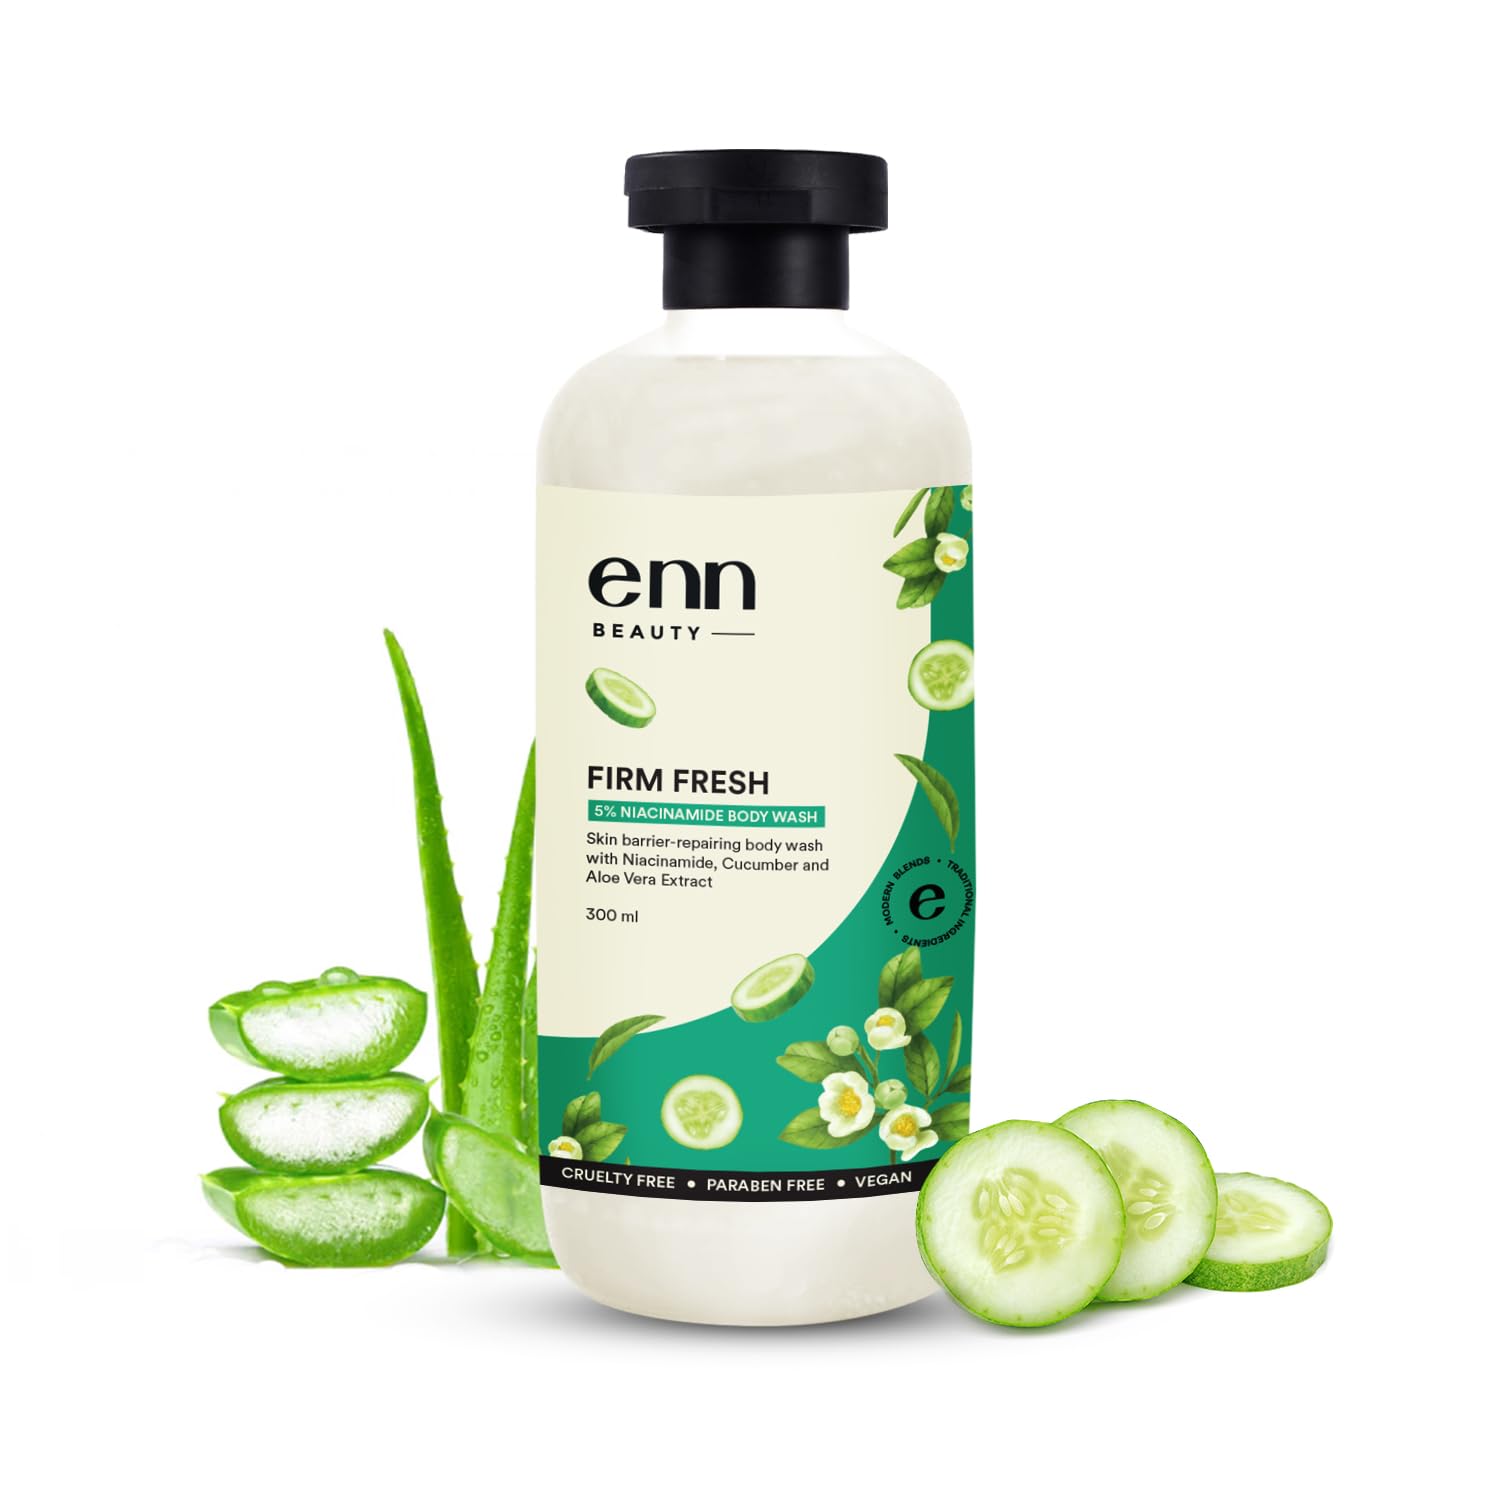 enn
BEAUTY
FIRM FRESH
5% NIACINAMIDE BODY WASH
Skin barrier-repairing body wash
with Niacinamide, Cucumber and
Aloe Vera Extract
300 ml
MODERN BLENDS • TRADITIONAL INGREDIENTS •
e
CRUELTY FREE • PARABEN FREE • VEGAN